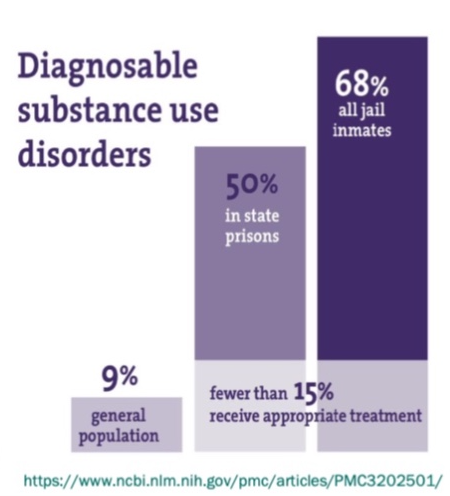 Diagnosable
substance use
disorders
68%
all jail
inmates
50%
in state
prisons
9%
general
population
fewer than 15%
receive appropriate treatment
https://www.ncbi.nlm.nih.gov/pmc/articles/PMC3202501/